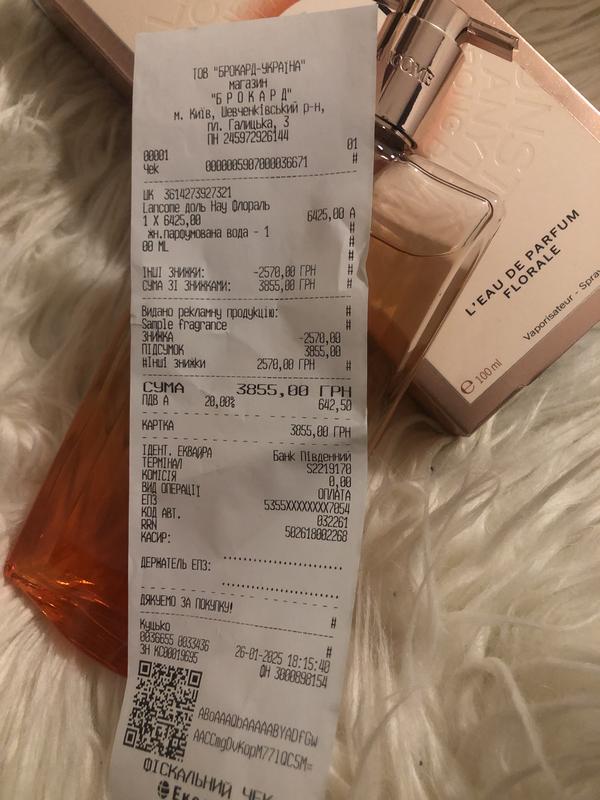 ТОВ "БРОКАРД-УКРАЇНА"
магазин
"Б Р О К А Р Д"
м. Київ, Шевченківський р-н,
пл. Галицька, 3
ПН 245972926144
00001 01
Чек 0000005907000036671 #
ШК 3614273927321
Lancome доль Нау Флораль
1 X 6425,00 6425,00 А
жн.парфумована вода - 1 #
00 ML #
#
ІНШІ ЗНИЖКИ: -2570,00 ГРН #
СУМА ЗІ ЗНИЖКАМИ: 3855,00 ГРН #
Видано рекламну продукцію: #
Sample fragrance #
ЗНИЖКА -2570,00
ПІДСУМОК 3855,00
#Інші знижки 2570,00 ГРН #
СУМА 3855,00 ГРН
ПДВ А 20,00% 642,50
КАРТКА 3855,00 ГРН
ІДЕНТ. ЕКВАЙРА Банк Південний
ТЕРМІНАЛ S2219170
КОМІСІЯ 0,00
ВИД ОПЕРАЦІЇ ОПЛАТА
ЕПЗ 5355XXXXXXXX7054
КОД АВТ. 032261
RRN 502618002268
КАСИР:
ДЕРЖАТЕЛЬ ЕПЗ:
ДЯКУЄМО ЗА ПОКУПКУ!
#
Куцько #
0036655 0033436 26-01-2025 18:15:40
ЗН КС00019695 ФН 3000898154
ABoAAAQbAAAAABYADfGW
AACCmgDvKopM771QC5M=
ФІСКАЛЬНИЙ ЧЕК
L'EAU DE PARFUM
FLORALE
Vaporisateur - Spray
e 100 ml